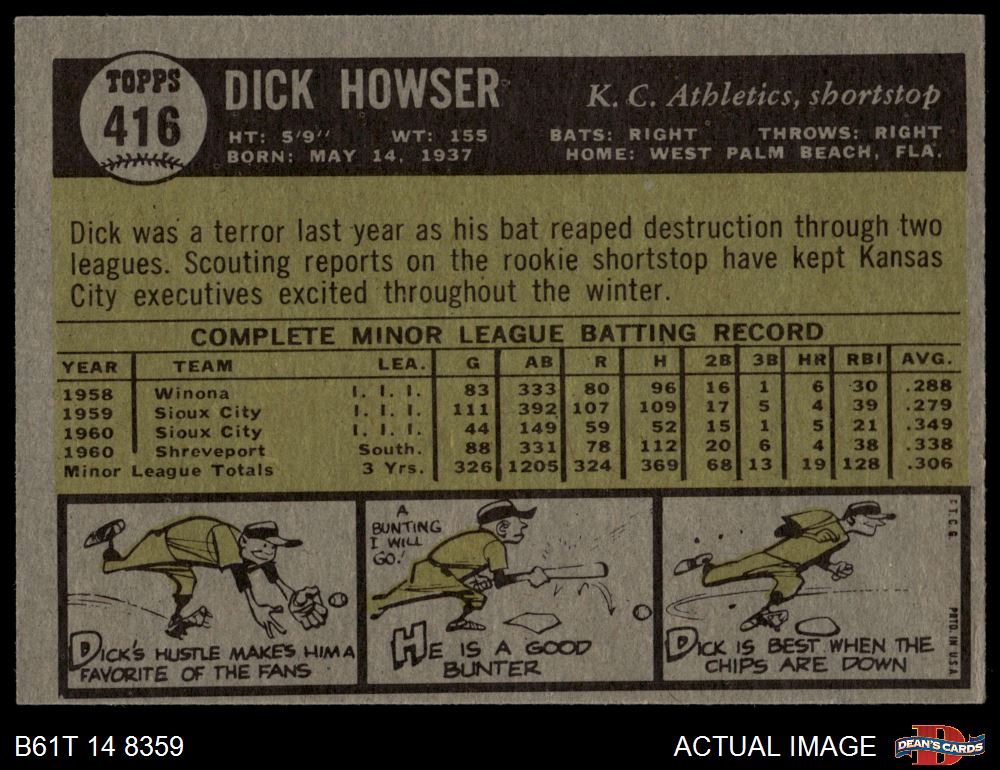 TOPPS
416
DICK HOWSER
K. C. Athletics, shortstop
HT: 5'9" WT: 155
BATS: RIGHT THROWS: RIGHT
BORN: MAY 14, 1937
HOME: WEST PALM BEACH, FLA.
Dick was a terror last year as his bat reaped destruction through two
leagues. Scouting reports on the rookie shortstop have kept Kansas
City executives excited throughout the winter.
COMPLETE MINOR LEAGUE BATTING RECORD
YEAR TEAM LEA. G AB R H 2B 3B HR RBI AVG.
1958 Winona I. I. I. 83 333 80 96 16 1 6 30 .288
1959 Sioux City I. I. I. 111 392 107 109 17 5 4 39 .279
1960 Sioux City I. I. I. 44 149 59 52 15 1 5 21 .349
1960 Shreveport South. 88 331 78 112 20 6 4 38 .338
Minor League Totals 3 Yrs. 326 1205 324 369 68 13 19 128 .306
DICK'S HUSTLE MAKES HIM A
FAVORITE OF THE FANS
A
BUNTING
I WILL
GO!
HE IS A GOOD
BUNTER
DICK IS BEST WHEN THE
CHIPS ARE DOWN
©T.C.G.
PRTD. IN U.S.A.
B61T 14 8359
ACTUAL IMAGE
D
DEAN'S CARDS